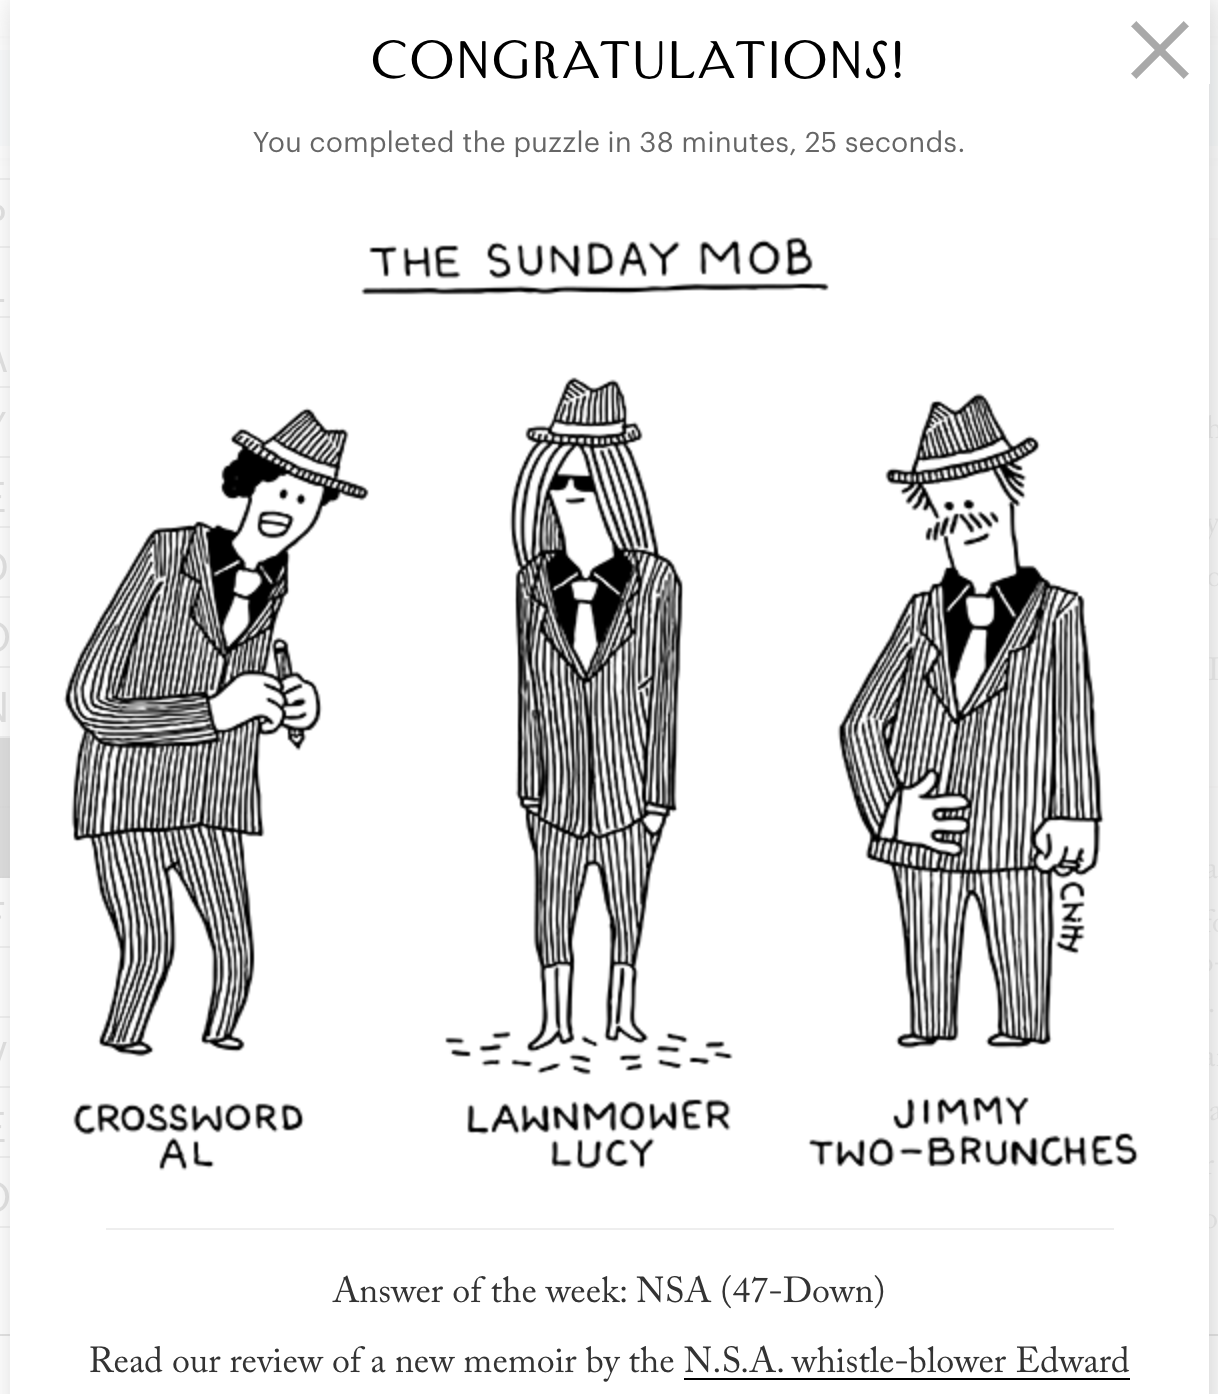 CONGRATULATIONS!
You completed the puzzle in 38 minutes, 25 seconds.
THE SUNDAY MOB
CROSSWORD
AL
LAWNMOWER
LUCY
JIMMY
TWO-BRUNCHES
Answer of the week: NSA (47-Down)
Read our review of a new memoir by the N.S.A. whistle-blower Edward